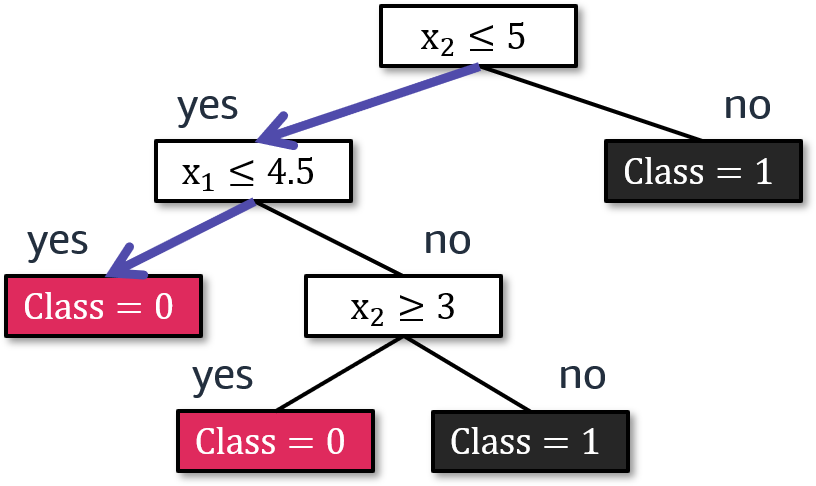 x₂ ≤ 5
yes
no
x₁ ≤ 4.5
Class = 1
yes
no
Class = 0
x₂ ≥ 3
yes
no
Class = 0
Class = 1